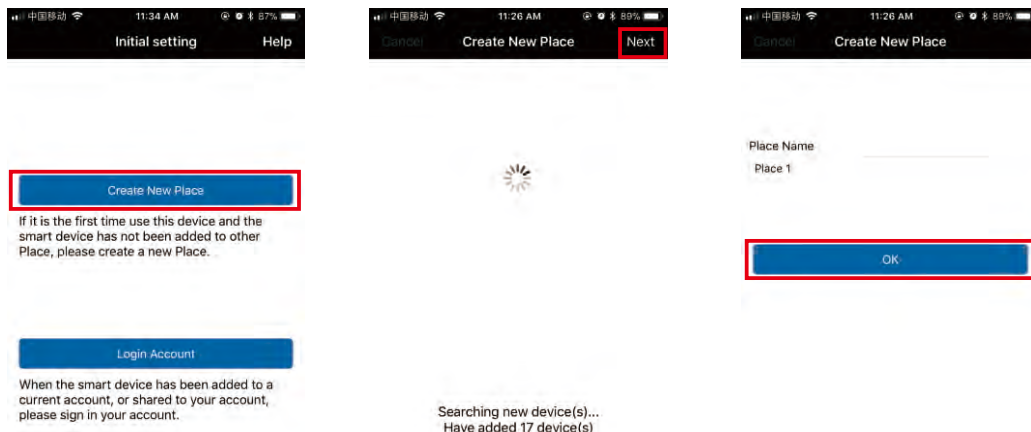 中国移动 11:34 AM 87%
Initial setting Help
Create New Place
If it is the first time use this device and the
smart device has not been added to other
Place, please create a new Place.
Login Account
When the smart device has been added to a
current account, or shared to your account,
please sign in your account.
中国移动 11:26 AM 89%
Cancel Create New Place Next
Searching new device(s)...
Have added 17 device(s)
中国移动 11:26 AM 89%
Cancel Create New Place
Place Name
Place 1
OK